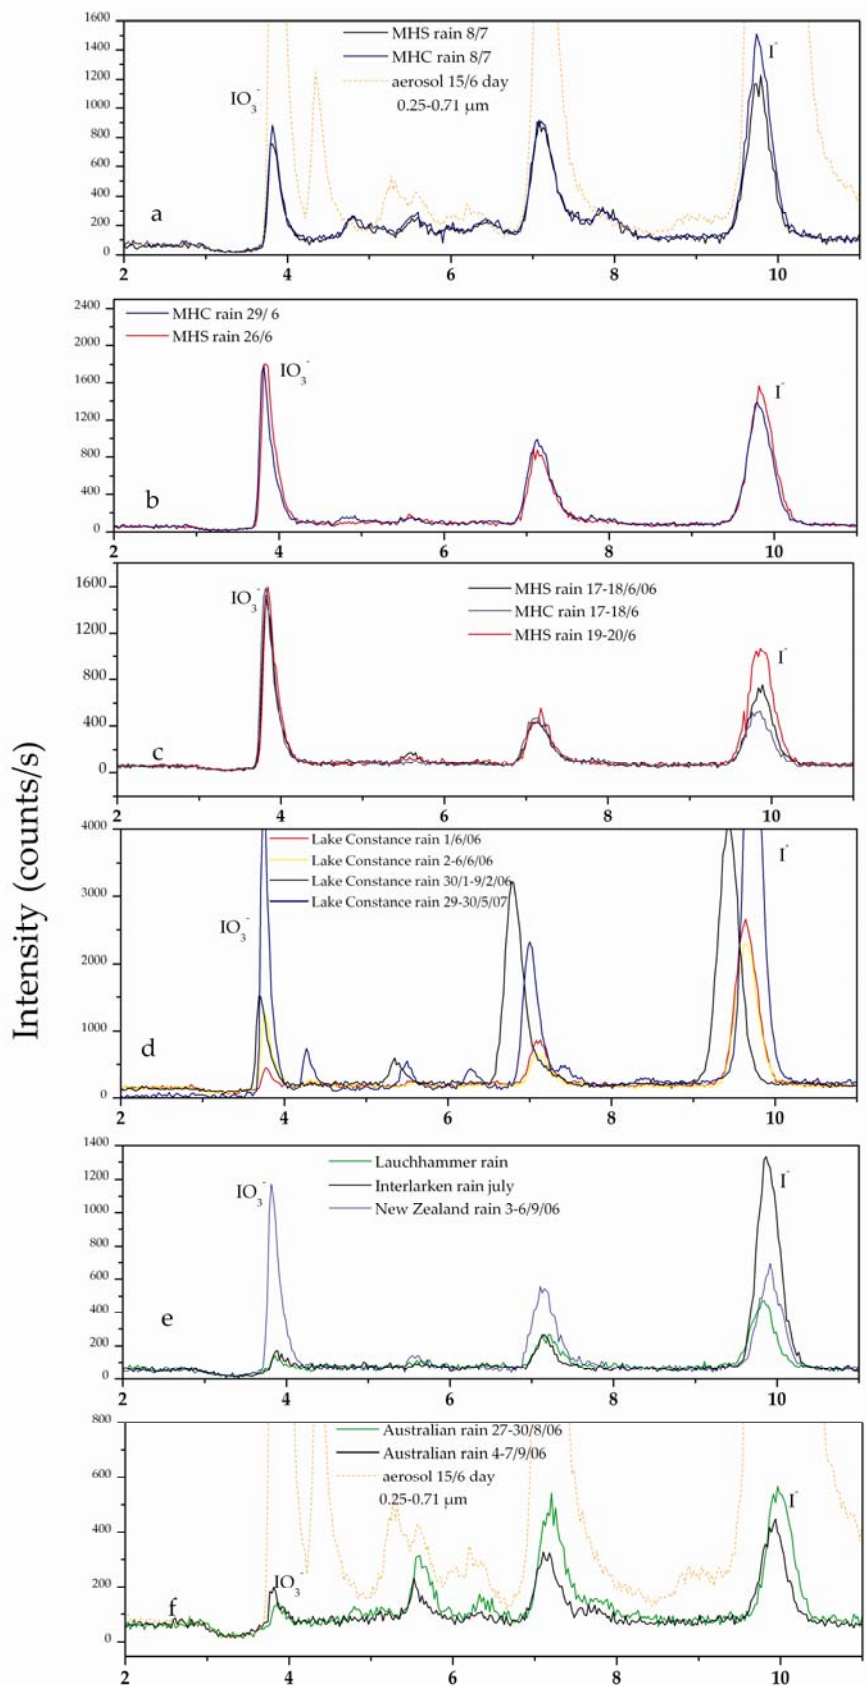 Intensity (counts/s)
1600
1400
1200
1000
800
600
400
200
0
MHS rain 8/7
MHC rain 8/7
aerosol 15/6 day
0.25-0.71 µm
IO₃⁻
I⁻
a
2 4 6 8 10
2400
2000
1600
1200
800
400
0
MHC rain 29/ 6
MHS rain 26/6
IO₃⁻
I⁻
b
2 4 6 8 10
1600
1200
800
400
0
MHS rain 17-18/6/06
MHC rain 17-18/6
MHS rain 19-20/6
IO₃⁻
I⁻
c
2 4 6 8 10
4000
3000
2000
1000
0
Lake Constance rain 1/6/06
Lake Constance rain 2-6/6/06
Lake Constance rain 30/1-9/2/06
Lake Constance rain 29-30/5/07
IO₃⁻
I⁻
d
2 4 6 8 10
1400
1200
1000
800
600
400
200
0
Lauchhammer rain
Interlarken rain july
New Zealand rain 3-6/9/06
IO₃⁻
I⁻
e
2 4 6 8 10
800
600
400
200
0
Australian rain 27-30/8/06
Australian rain 4-7/9/06
aerosol 15/6 day
0.25-0.71 µm
I⁻
IO₃⁻
f
2 4 6 8 10